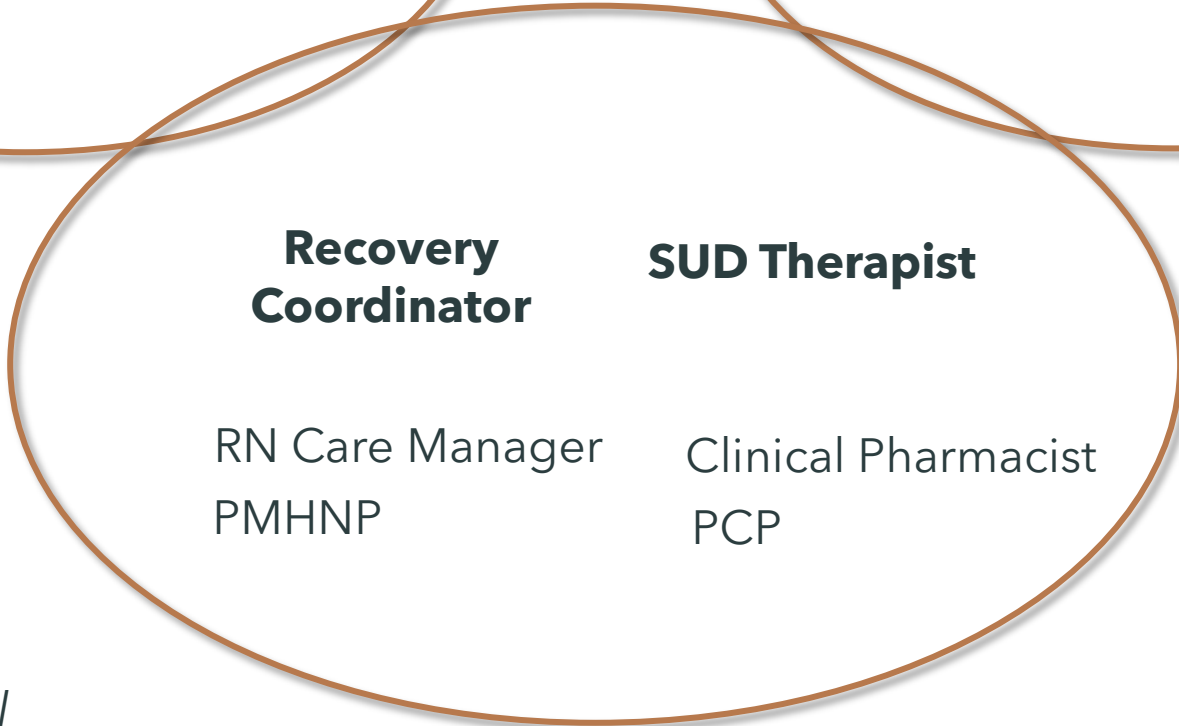 Recovery
Coordinator
SUD Therapist
RN Care Manager
PMHNP
Clinical Pharmacist
PCP